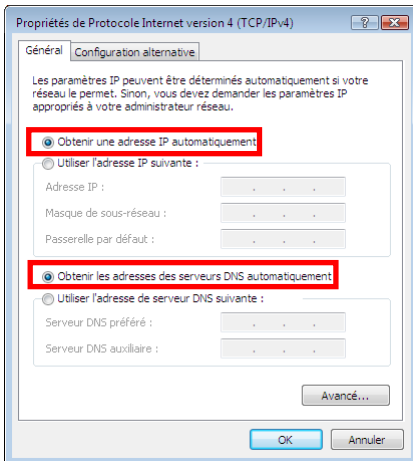 Propriétés de Protocole Internet version 4 (TCP/IPv4)
Général
Configuration alternative
Les paramètres IP peuvent être déterminés automatiquement si votre
réseau le permet. Sinon, vous devez demander les paramètres IP
appropriés à votre administrateur réseau.
Obtenir une adresse IP automatiquement
Utiliser l'adresse IP suivante :
Adresse IP :
Masque de sous-réseau :
Passerelle par défaut :
Obtenir les adresses des serveurs DNS automatiquement
Utiliser l'adresse de serveur DNS suivante :
Serveur DNS préféré :
Serveur DNS auxiliaire :
Avancé...
OK
Annuler